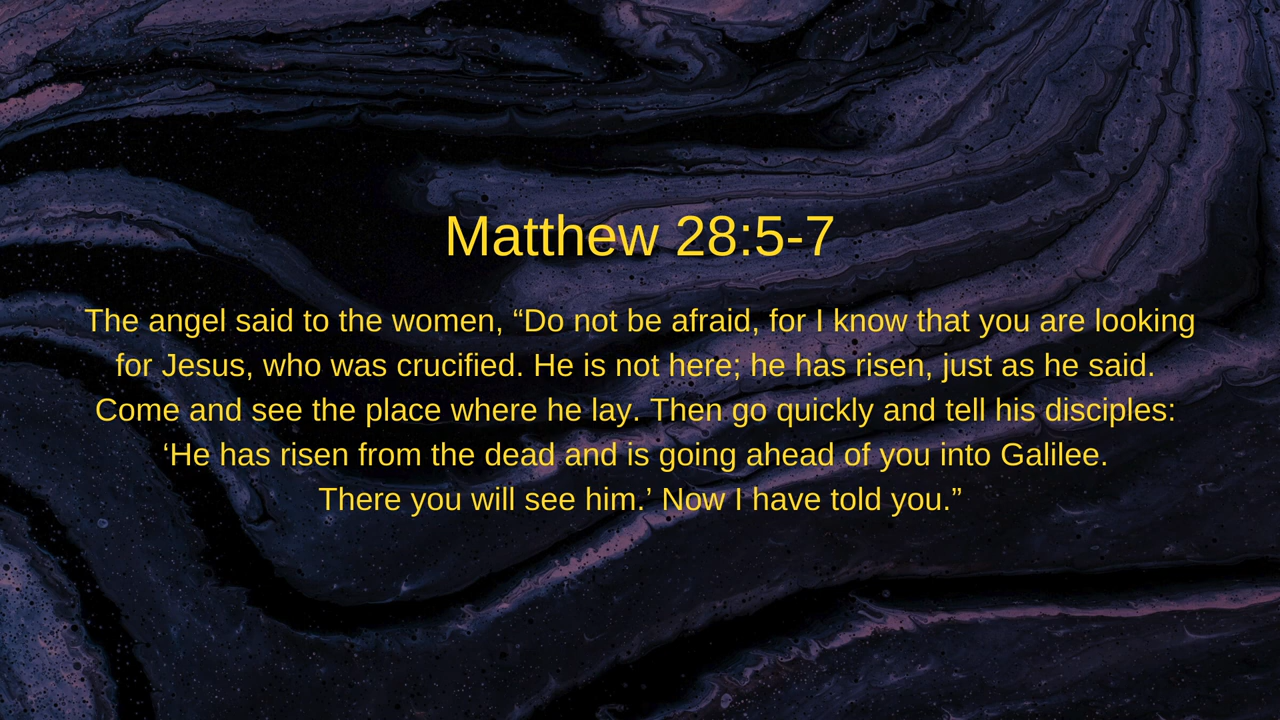 Matthew 28:5-7
The angel said to the women, “Do not be afraid, for I know that you are looking
for Jesus, who was crucified. He is not here; he has risen, just as he said.
Come and see the place where he lay. Then go quickly and tell his disciples:
‘He has risen from the dead and is going ahead of you into Galilee.
There you will see him.’ Now I have told you.”